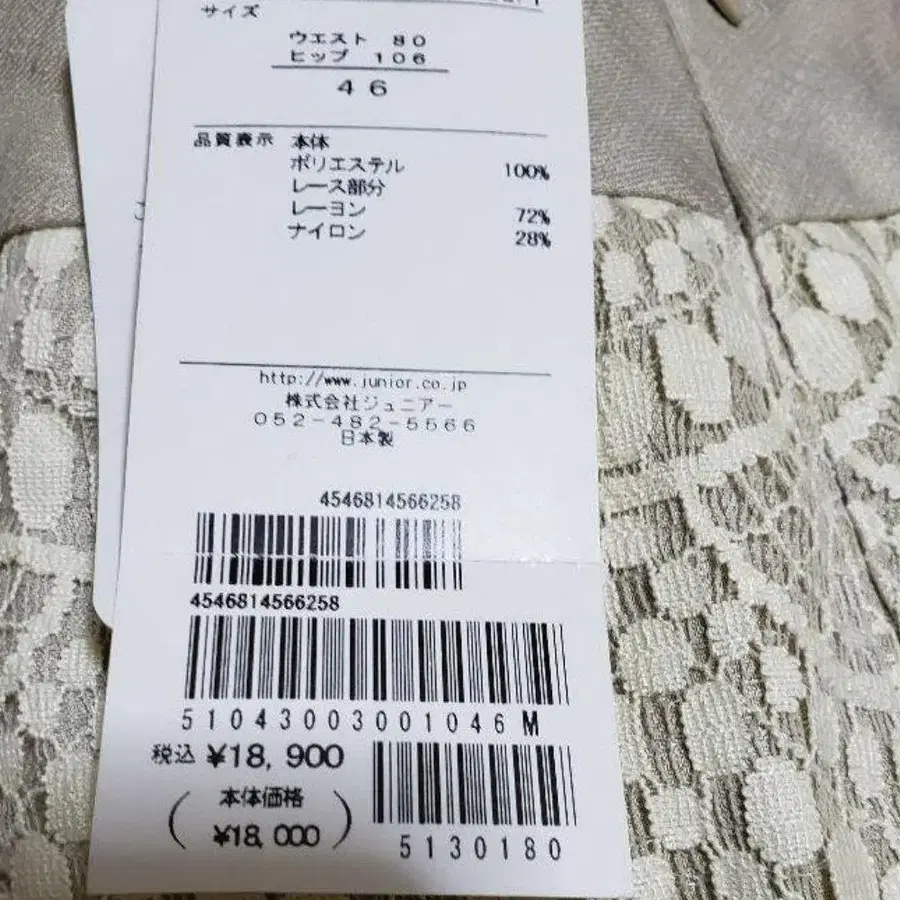 サイズ
ウエスト 80
ヒップ 106
46
品質表示 本体
ポリエステル 100%
レース部分
レーヨン 72%
ナイロン 28%
http://www.junior.co.jp
株式会社ジュニアー
052-482-5566
日本製
4546814566258
4546814566258
51043003001046M
税込 ¥18,900
(本体価格
¥18,000)
5130180